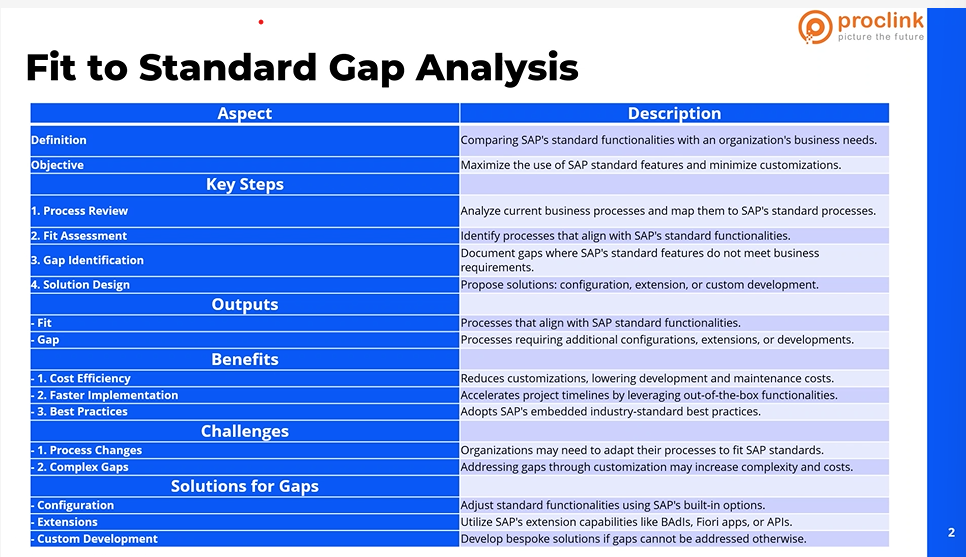 proclink
picture the future
Fit to Standard Gap Analysis
Aspect Description
Definition Comparing SAP's standard functionalities with an organization's business needs.
Objective Maximize the use of SAP standard features and minimize customizations.
Key Steps
1. Process Review Analyze current business processes and map them to SAP's standard processes.
2. Fit Assessment Identify processes that align with SAP's standard functionalities.
3. Gap Identification Document gaps where SAP's standard features do not meet business
requirements.
4. Solution Design Propose solutions: configuration, extension, or custom development.
Outputs
- Fit Processes that align with SAP standard functionalities.
- Gap Processes requiring additional configurations, extensions, or developments.
Benefits
- 1. Cost Efficiency Reduces customizations, lowering development and maintenance costs.
- 2. Faster Implementation Accelerates project timelines by leveraging out-of-the-box functionalities.
- 3. Best Practices Adopts SAP's embedded industry-standard best practices.
Challenges
- 1. Process Changes Organizations may need to adapt their processes to fit SAP standards.
- 2. Complex Gaps Addressing gaps through customization may increase complexity and costs.
Solutions for Gaps
- Configuration Adjust standard functionalities using SAP's built-in options.
- Extensions Utilize SAP's extension capabilities like BAdIs, Fiori apps, or APIs.
- Custom Development Develop bespoke solutions if gaps cannot be addressed otherwise.
2